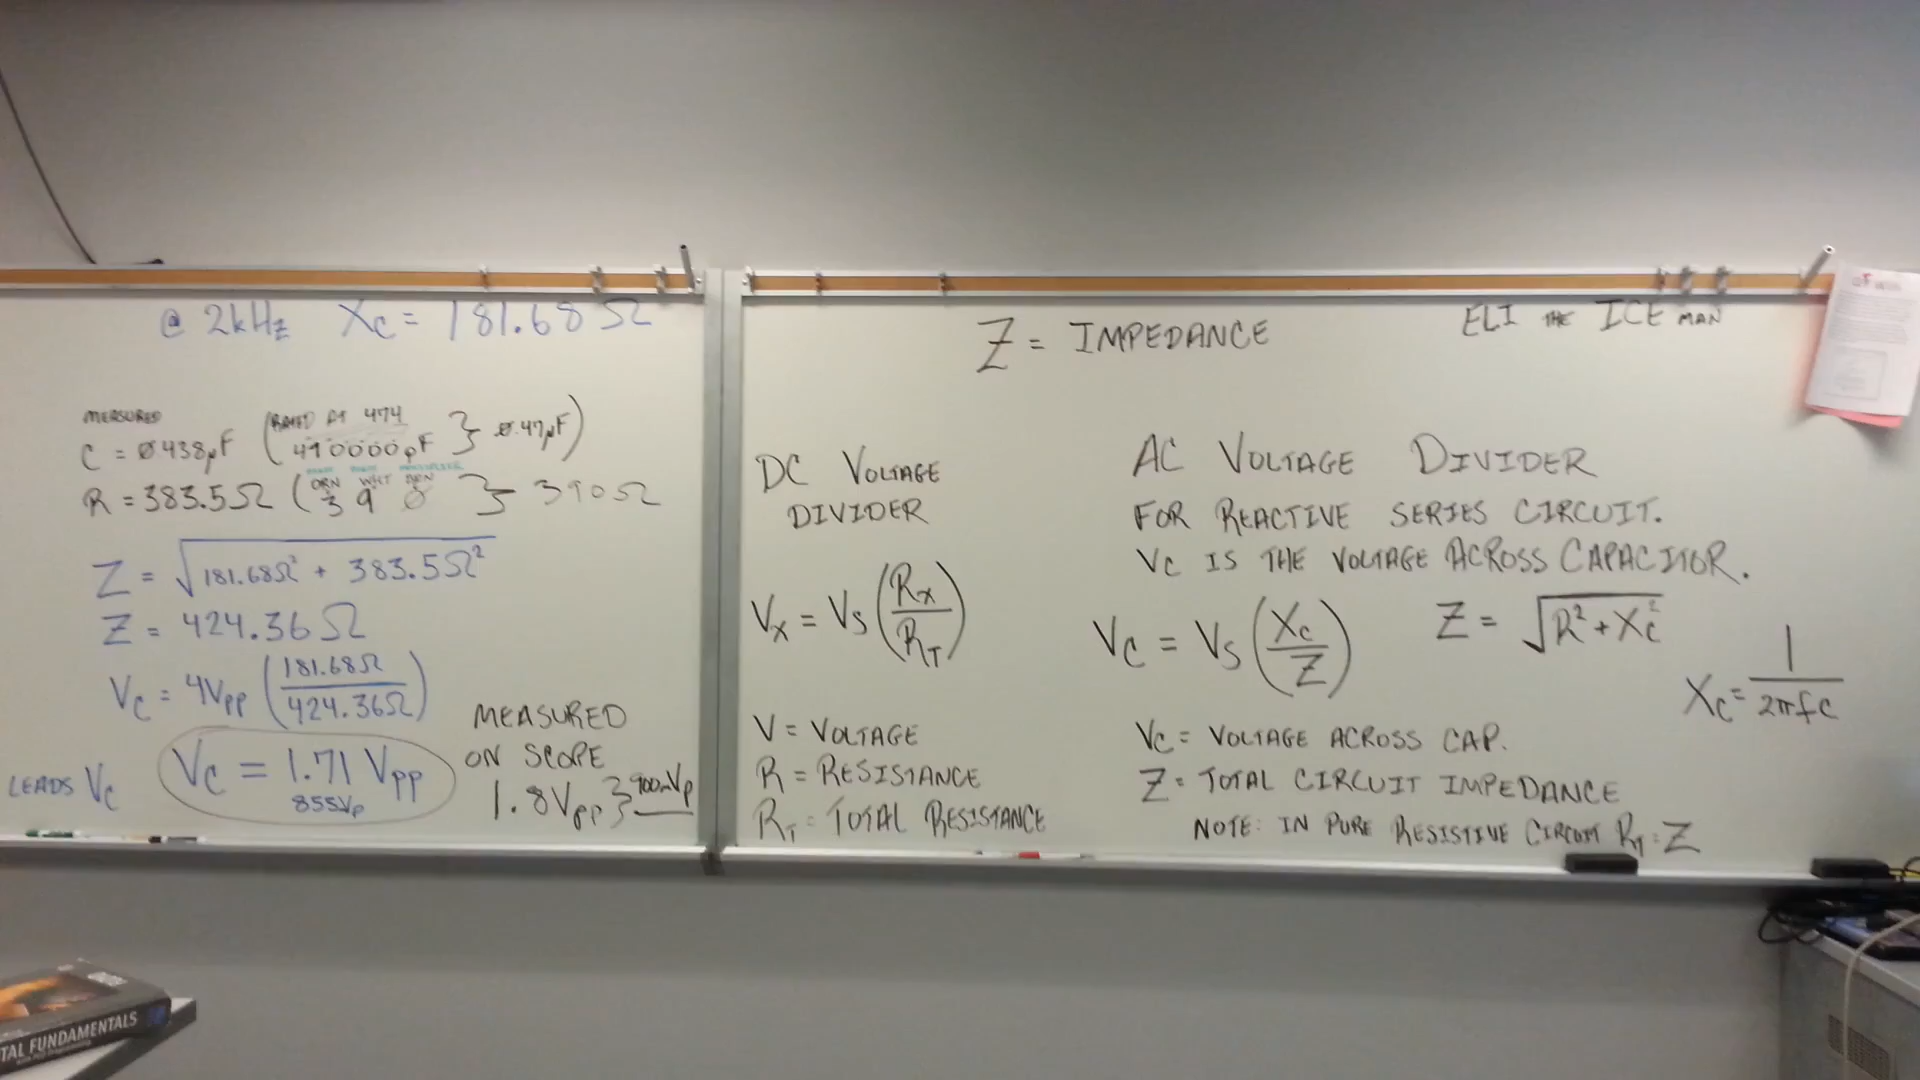 @ 2kHz Xc = 181.68Ω
MEASURED
C = 0.438µF (RATED AT 474
470000pF } 0.47µF)
R = 383.5Ω (ORN WHT BRN
3 9 0 } 390Ω
Z = √181.68Ω² + 383.5Ω²
Z = 424.36Ω
Vc = 4Vpp (181.68Ω / 424.36Ω)
LEADS Vc
Vc = 1.71 Vpp
855Vp
MEASURED
ON SCOPE
1.8Vpp } 900mVp
Z = IMPEDANCE
ELI THE ICE MAN
DC VOLTAGE
DIVIDER
Vx = Vs (Rx / RT)
V = VOLTAGE
R = RESISTANCE
RT = TOTAL RESISTANCE
AC VOLTAGE DIVIDER
FOR REACTIVE SERIES CIRCUIT.
Vc IS THE VOLTAGE ACROSS CAPACITOR.
Vc = Vs (Xc / Z) Z = √R² + Xc²
Xc = 1 / 2πfc
Vc = VOLTAGE ACROSS CAP.
Z = TOTAL CIRCUIT IMPEDANCE
NOTE: IN PURE RESISTIVE CIRCUIT RT = Z
TAL FUNDAMENTALS